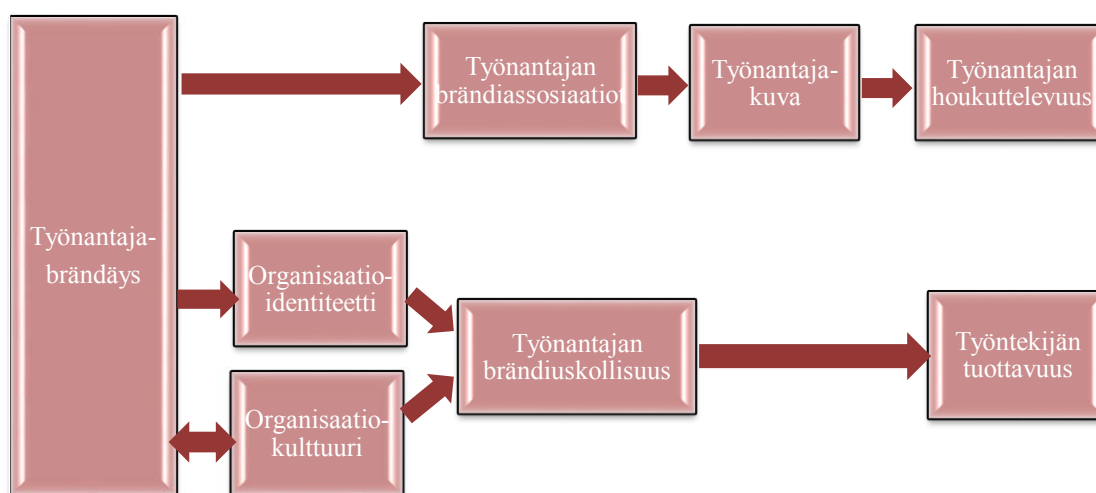 Työnantaja-
brändäys
Työnantajan
brändiassosiaatiot
Työnantaja-
kuva
Työnantajan
houkuttelevuus
Organisaatio-
identiteetti
Organisaatio-
kulttuuri
Työnantajan
brändiuskollisuus
Työntekijän
tuottavuus